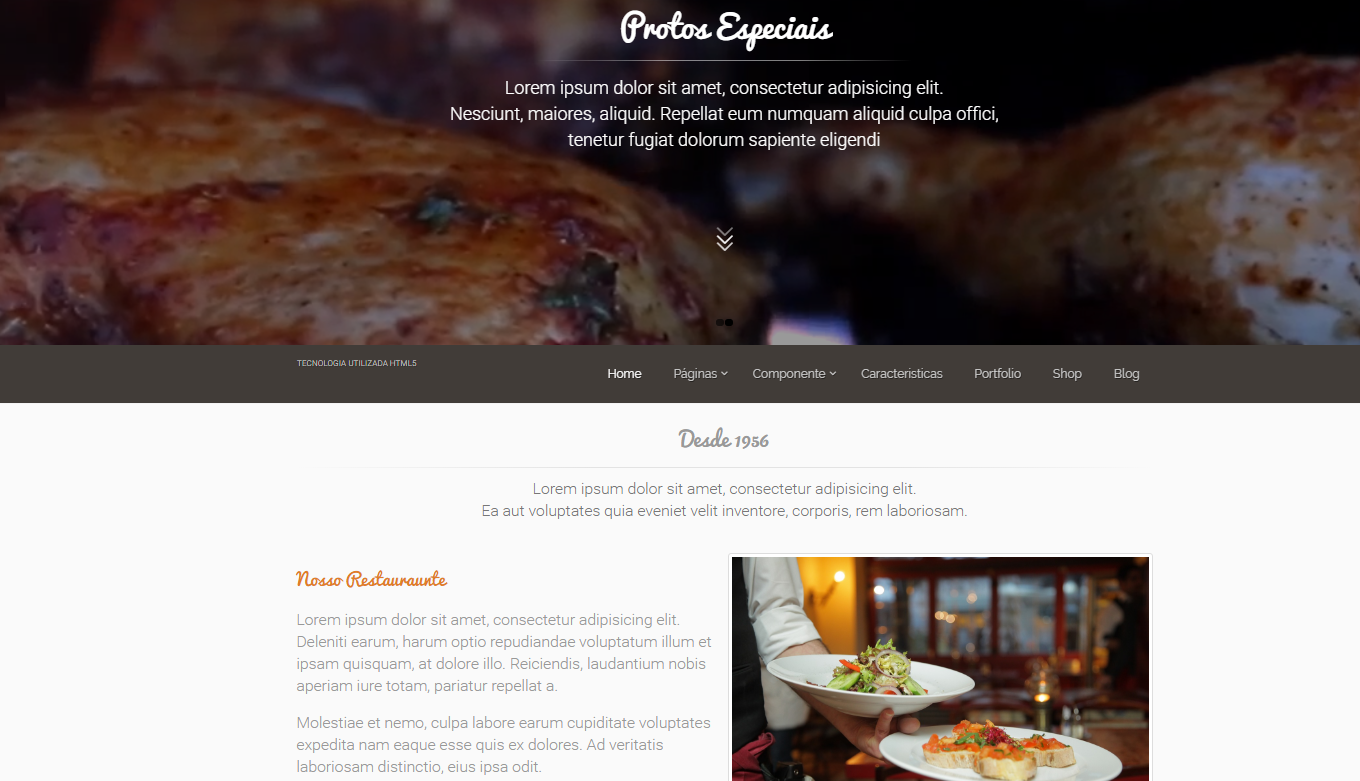 Protos Especiais
Lorem ipsum dolor sit amet, consectetur adipisicing elit.
Nesciunt, maiores, aliquid. Repellat eum numquam aliquid culpa offici,
tenetur fugiat dolorum sapiente eligendi
TECNOLOGIA UTILIZADA HTML5
Home Páginas Componente Caracteristicas Portfolio Shop Blog
Desde 1956
Lorem ipsum dolor sit amet, consectetur adipisicing elit.
Ea aut voluptates quia eveniet velit inventore, corporis, rem laboriosam.
Nosso Restauraunte
Lorem ipsum dolor sit amet, consectetur adipisicing elit.
Deleniti earum, harum optio repudiandae voluptatum illum et
ipsam quisquam, at dolore illo. Reiciendis, laudantium nobis
aperiam iure totam, pariatur repellat a.
Molestiae et nemo, culpa labore earum cupiditate voluptates
expedita nam eaque esse quis ex dolores. Ad veritatis
laboriosam distinctio, eius ipsa odit.